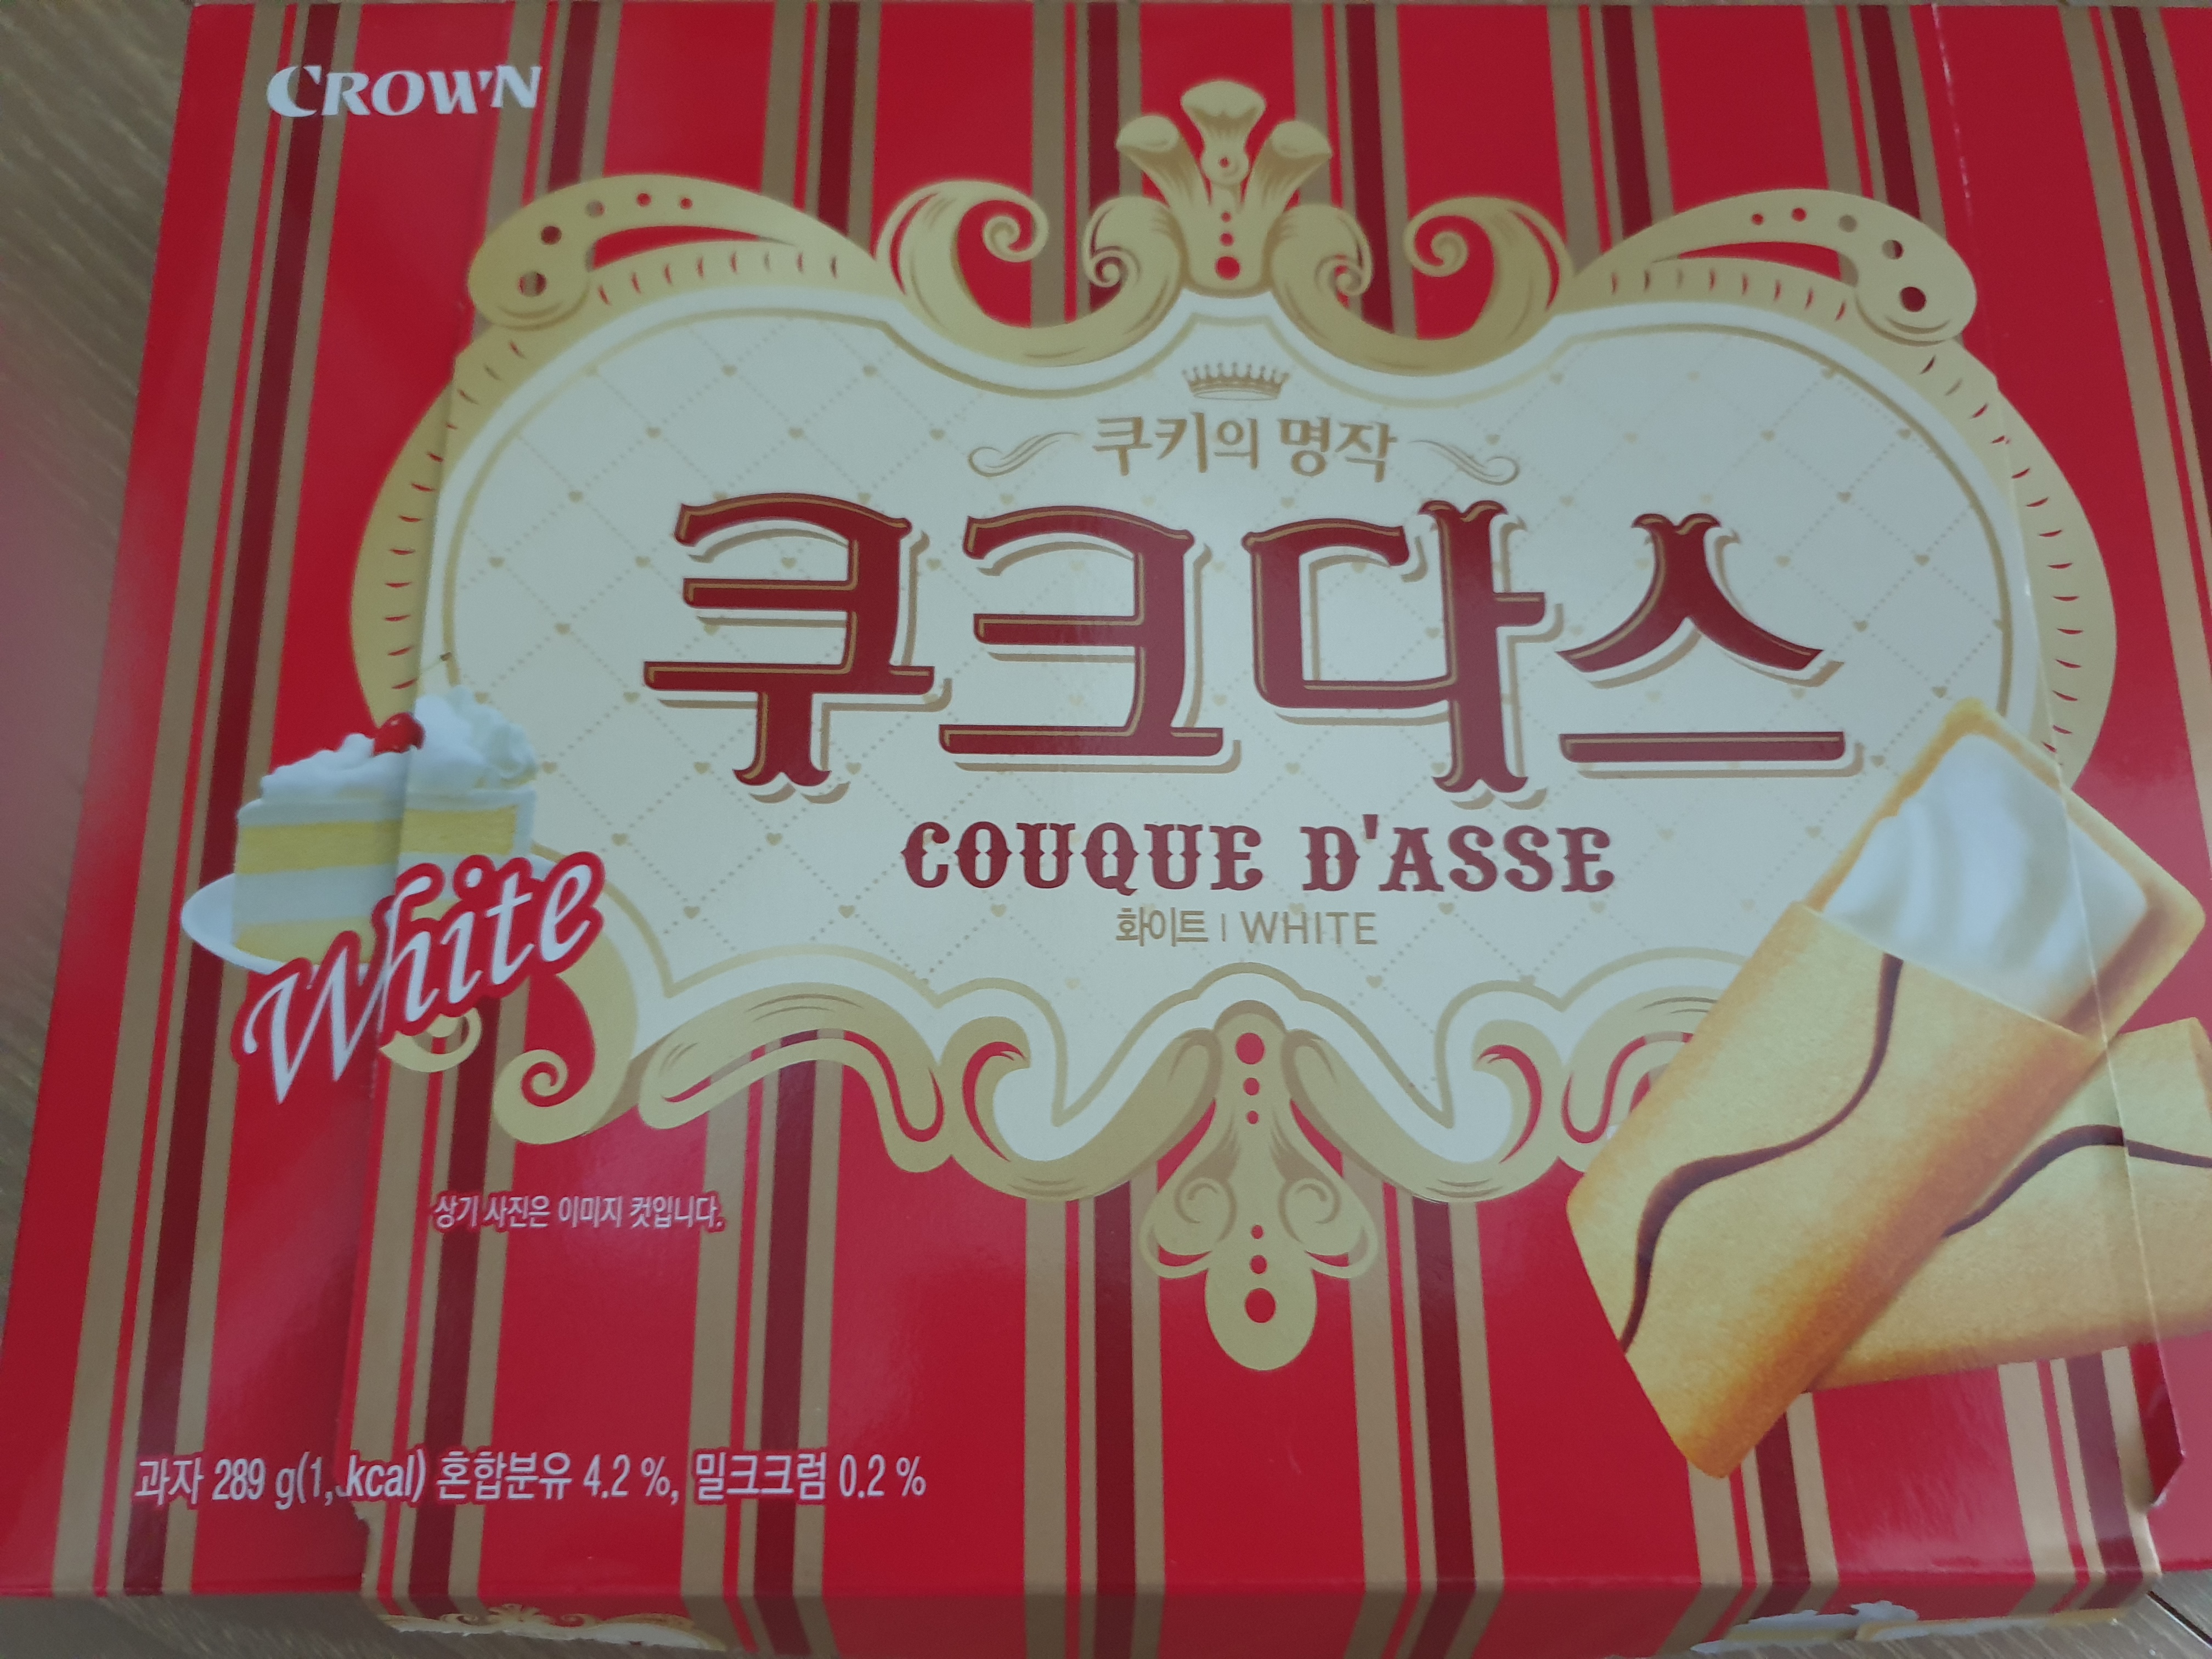 CROWN
쿠키의 명작
쿠크다스
COUQUE D'ASSE
화이트 | WHITE
White
상기 사진은 이미지 컷입니다.
과자 289 g(1, kcal) 혼합분유 4.2 %, 밀크크럼 0.2 %